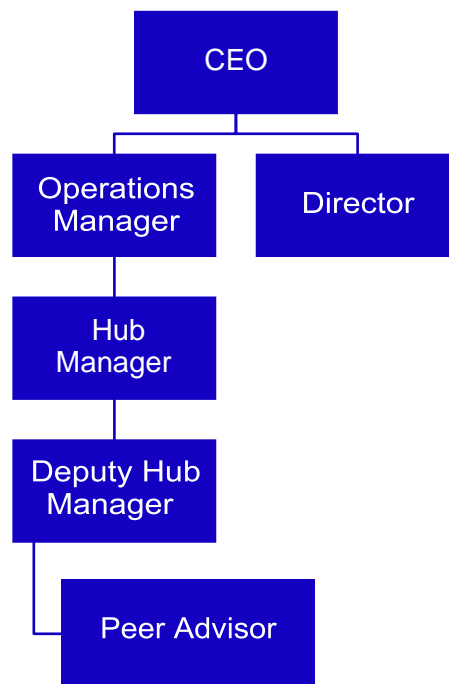 CEO
Operations
Manager
Director
Hub
Manager
Deputy Hub
Manager
Peer Advisor